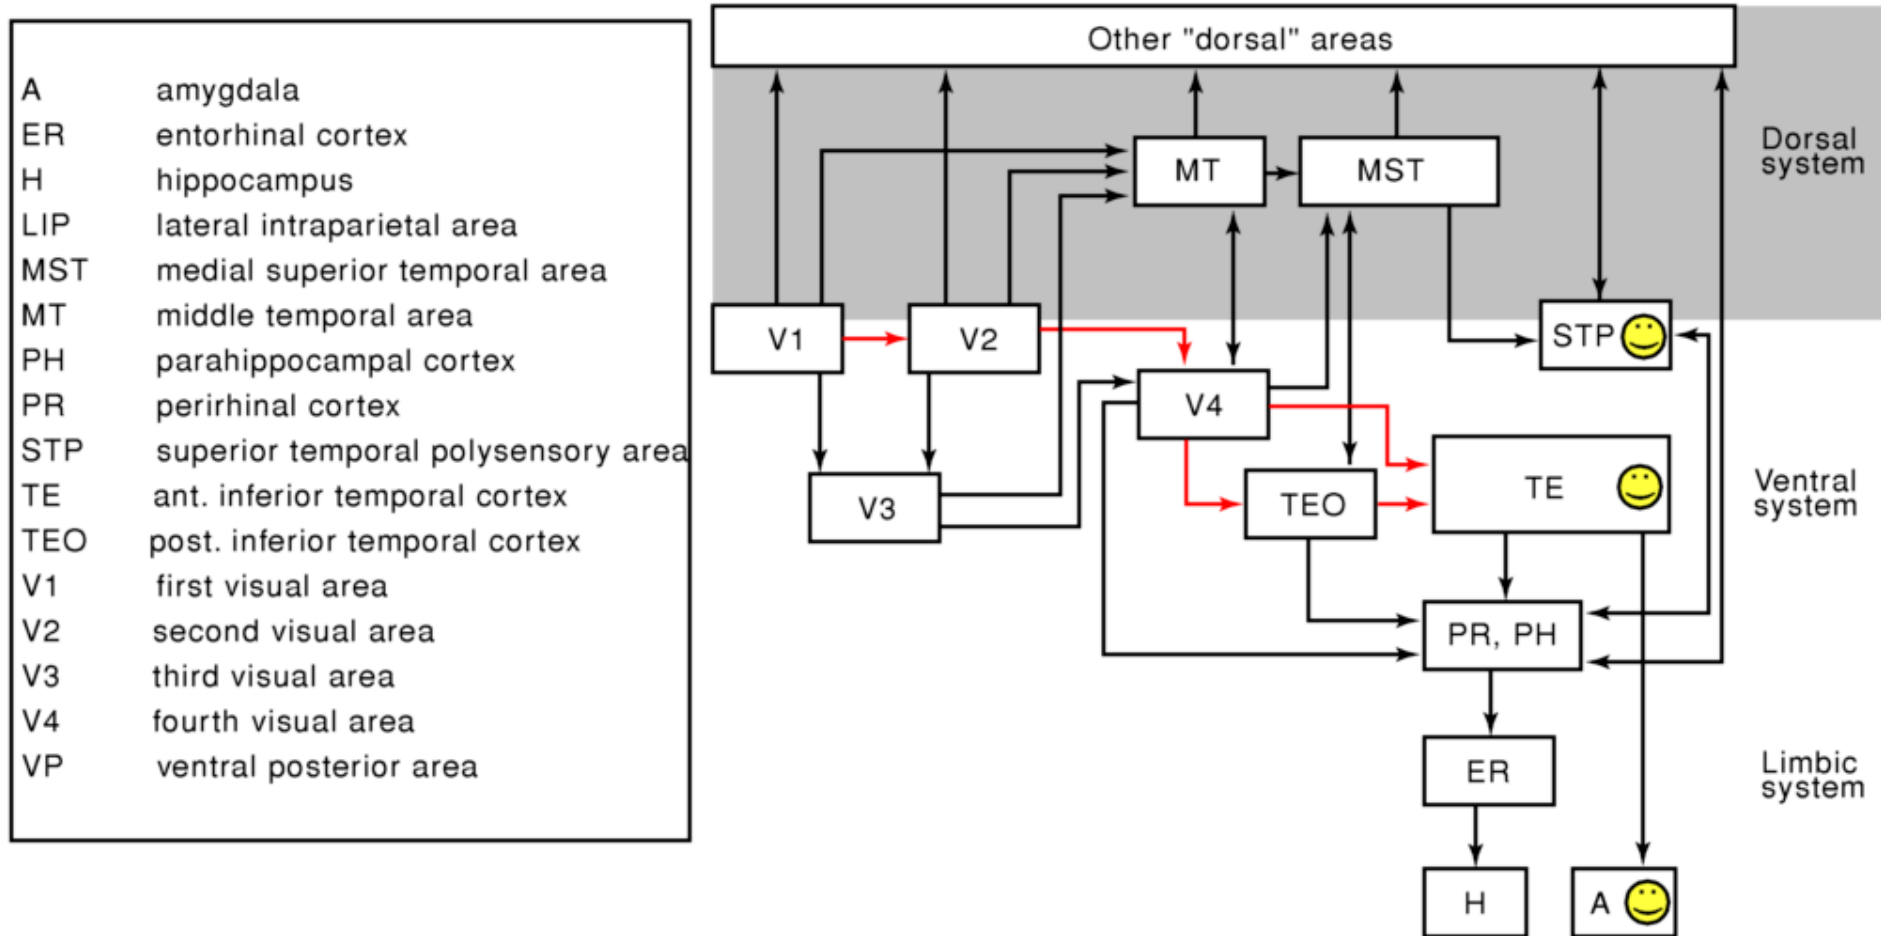 A amygdala
ER entorhinal cortex
H hippocampus
LIP lateral intraparietal area
MST medial superior temporal area
MT middle temporal area
PH parahippocampal cortex
PR perirhinal cortex
STP superior temporal polysensory area
TE ant. inferior temporal cortex
TEO post. inferior temporal cortex
V1 first visual area
V2 second visual area
V3 third visual area
V4 fourth visual area
VP ventral posterior area
Other "dorsal" areas
Dorsal
system
MT
MST
V1
V2
STP
V4
V3
TEO
TE
Ventral
system
PR, PH
ER
Limbic
system
H
A